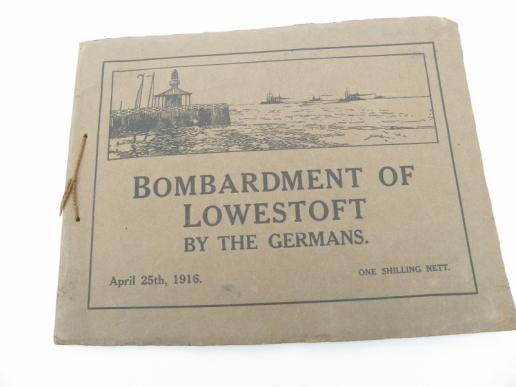 BOMBARDMENT OF
LOWESTOFT
BY THE GERMANS.
April 25th, 1916.
ONE SHILLING NETT.